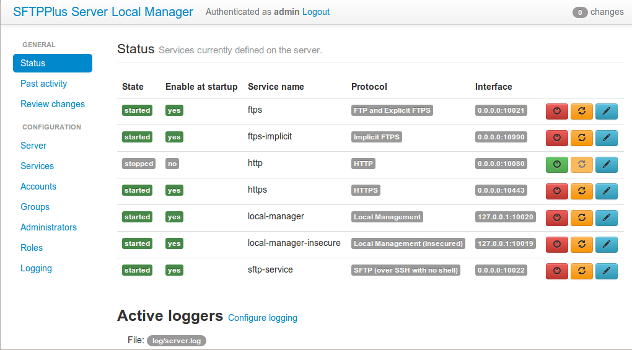 SFTPPlus Server Local Manager Authenticated as admin Logout 0 changes
GENERAL
Status
Past activity
Review changes
CONFIGURATION
Server
Services
Accounts
Groups
Administrators
Roles
Logging
Status Services currently defined on the server.
State Enable at startup Service name Protocol Interface
started yes ftps FTP and Explicit FTPS 0.0.0.0:10021
started yes ftps-implicit Implicit FTPS 0.0.0.0:10990
stopped no http HTTP 0.0.0.0:10080
started yes https HTTPS 0.0.0.0:10443
started yes local-manager Local Management 127.0.0.1:10020
started yes local-manager-insecure Local Management (Insecured) 127.0.0.1:10019
started yes sftp-service SFTP (over SSH with no shell) 0.0.0.0:10022
Active loggers Configure logging
File: log/server.log